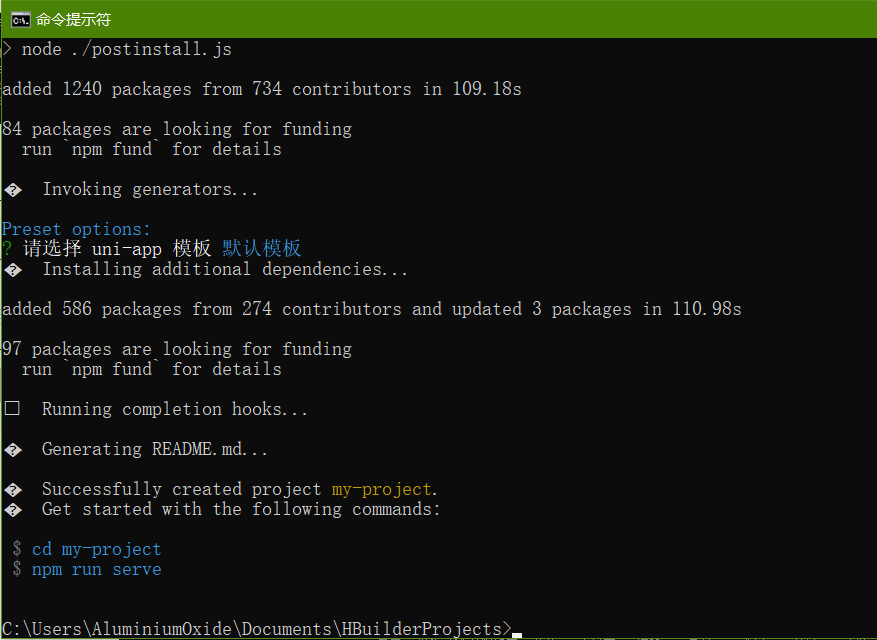 命令提示符
> node ./postinstall.js
added 1240 packages from 734 contributors in 109.18s
84 packages are looking for funding
run `npm fund` for details
� Invoking generators...
Preset options:
? 请选择 uni-app 模板 默认模板
� Installing additional dependencies...
added 586 packages from 274 contributors and updated 3 packages in 110.98s
97 packages are looking for funding
run `npm fund` for details
□ Running completion hooks...
� Generating README.md...
� Successfully created project my-project.
� Get started with the following commands:
$ cd my-project
$ npm run serve
C:\Users\AluminiumOxide\Documents\HBuilderProjects>